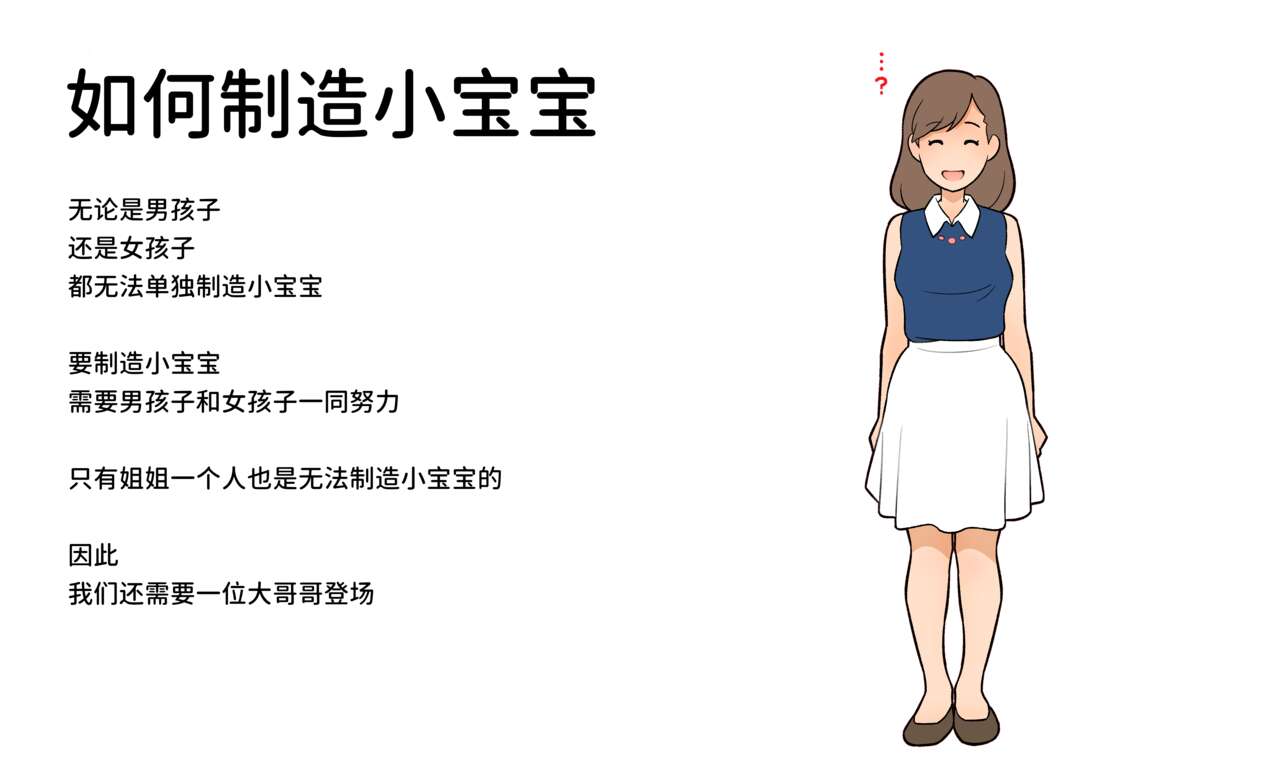 如何制造小宝宝
无论是男孩子
还是女孩子
都无法单独制造小宝宝
要制造小宝宝
需要男孩子和女孩子一同努力
只有姐姐一个人也是无法制造小宝宝的
因此
我们还需要一位大哥哥登场
…?